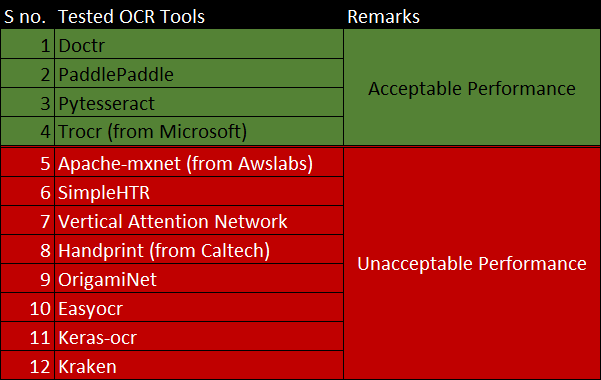 S no. Tested OCR Tools Remarks
1 Doctr
2 PaddlePaddle
Acceptable Performance
3 Pytesseract
4 Trocr (from Microsoft)
5 Apache-mxnet (from Awslabs)
6 SimpleHTR
7 Vertical Attention Network
8 Handprint (from Caltech)
Unacceptable Performance
9 OrigamiNet
10 Easyocr
11 Keras-ocr
12 Kraken